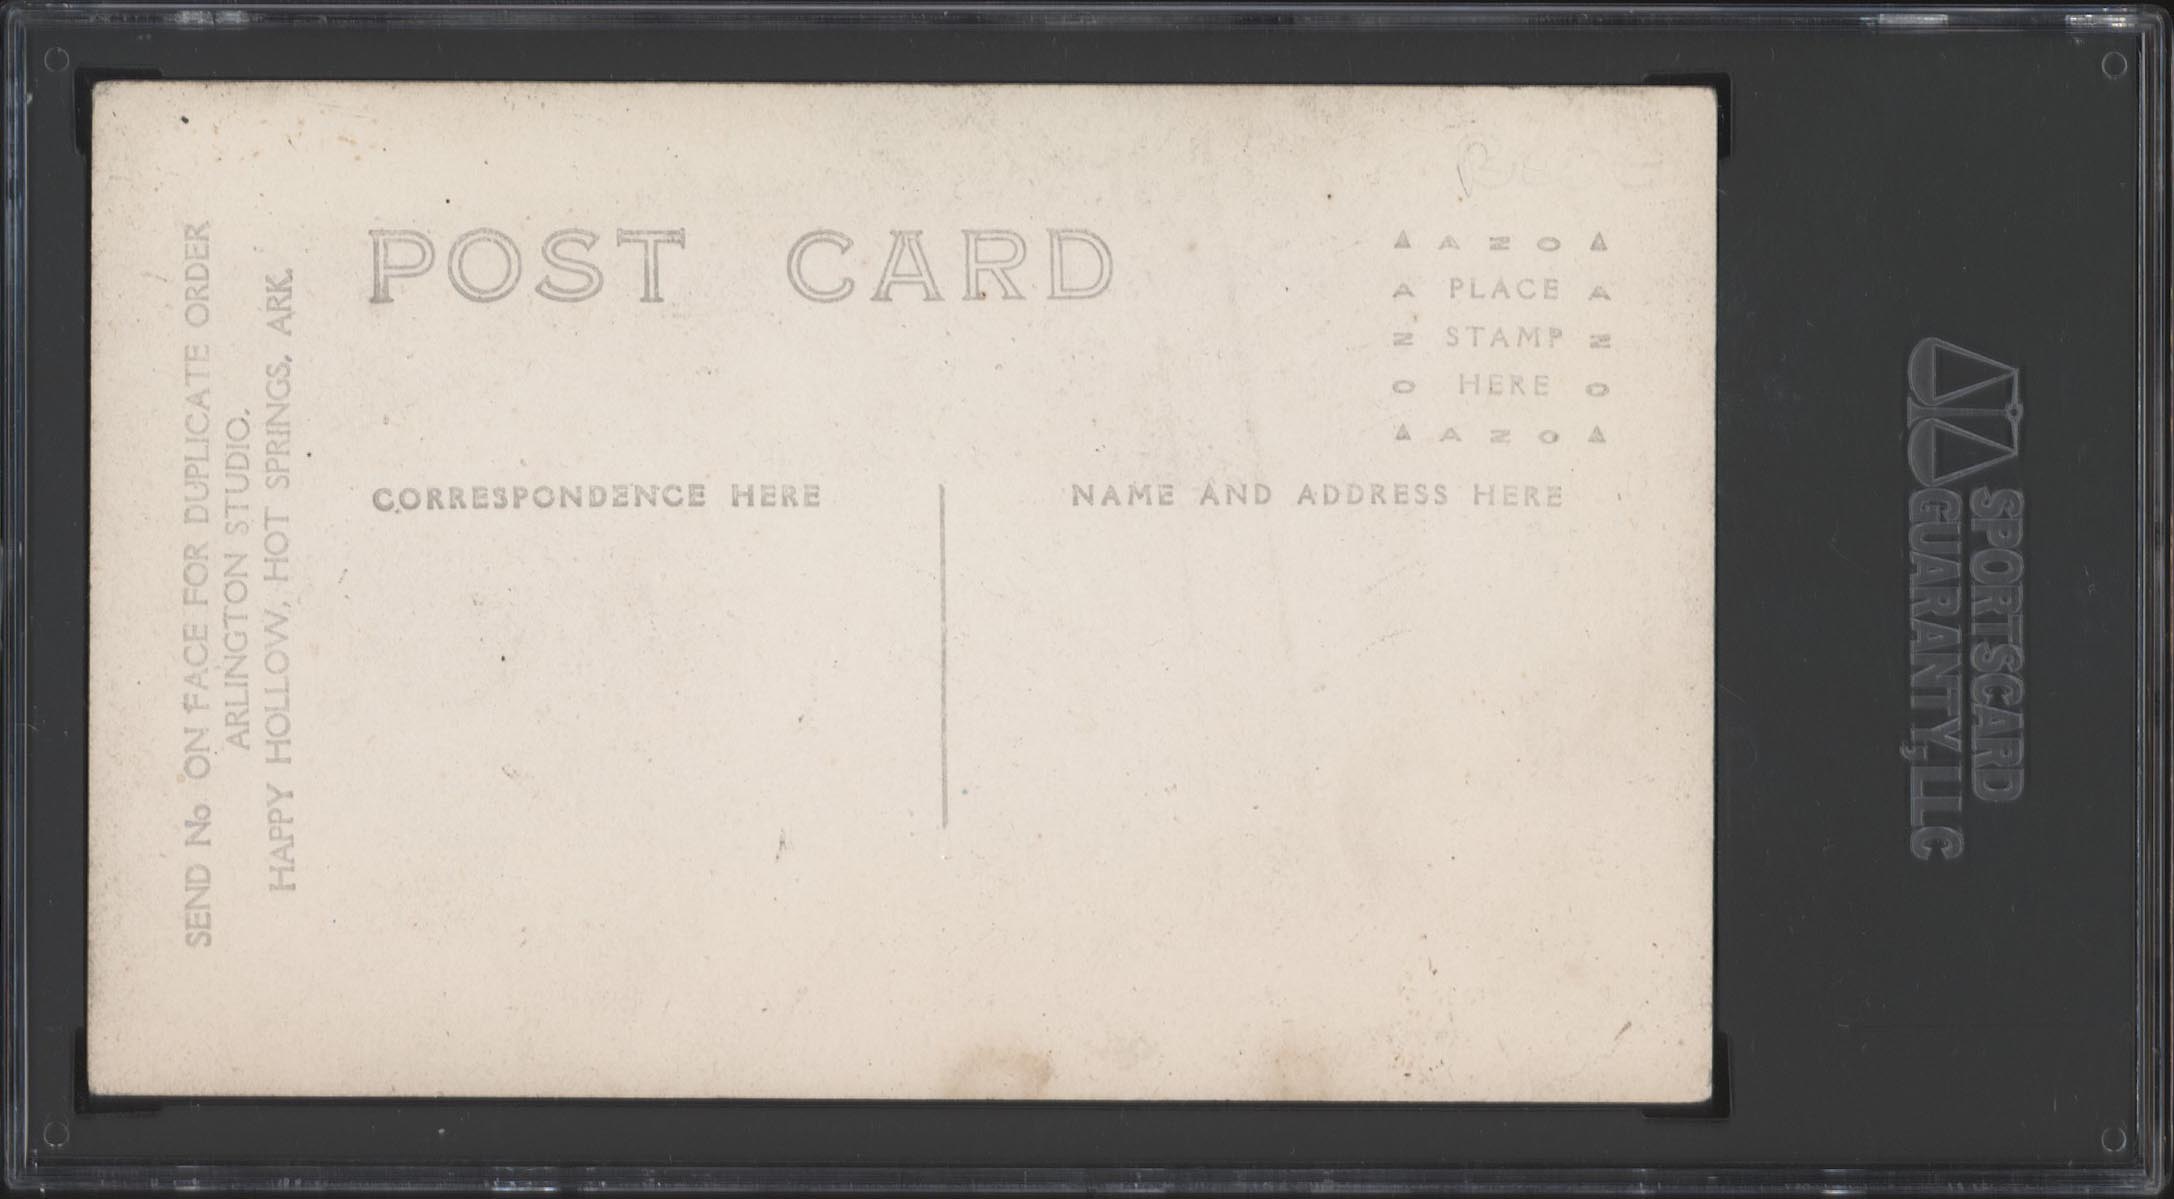 SEND No ON FACE FOR DUPLICATE ORDER
ARLINGTON STUDIO.
HAPPY HOLLOW, HOT SPRINGS, ARK.
POST CARD
AZO
A PLACE A
Z STAMP Z
O HERE O
AZO
CORRESPONDENCE HERE
NAME AND ADDRESS HERE
SPORTSCARD
GUARANTY, LLC